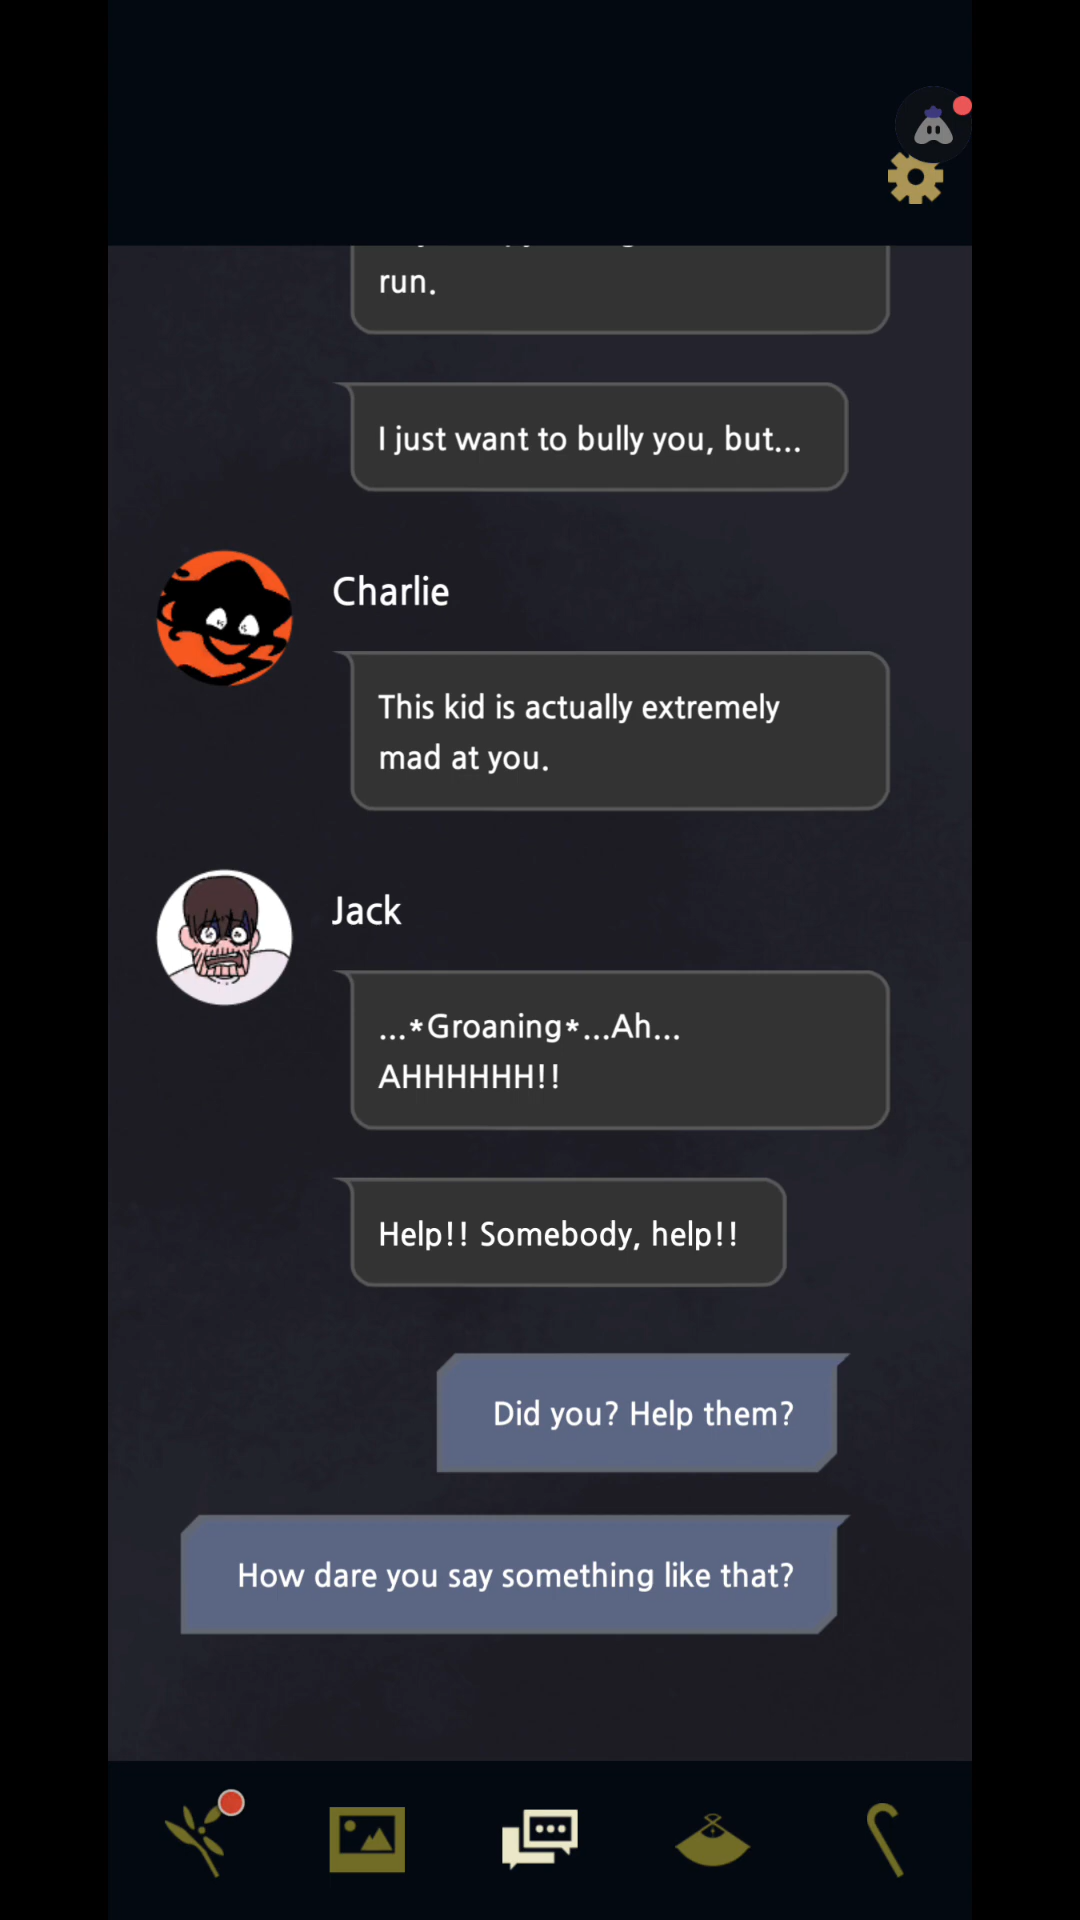 run.
I just want to bully you, but...
Charlie
This kid is actually extremely
mad at you.
Jack
...*Groaning*...Ah...
AHHHHHH!!
Help!! Somebody, help!!
Did you? Help them?
How dare you say something like that?